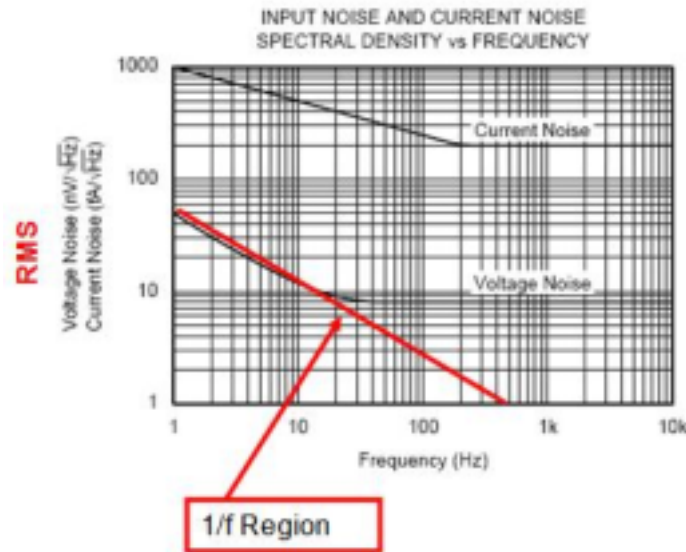 INPUT NOISE AND CURRENT NOISE
SPECTRAL DENSITY vs FREQUENCY
RMS
Voltage Noise (nV/√Hz)
Current Noise (fA/√Hz)
1000
100
10
1
Current Noise
Voltage Noise
1
10
100
1k
10k
Frequency (Hz)
1/f Region